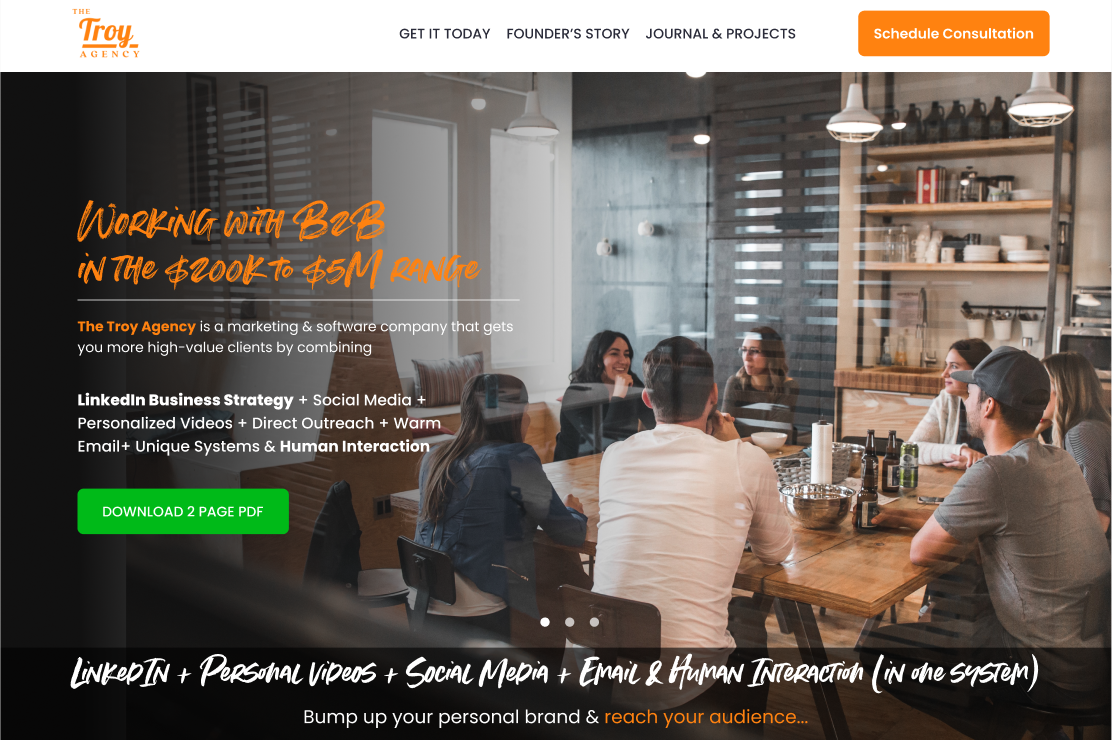 THE
Troy
AGENCY
GET IT TODAY FOUNDER’S STORY JOURNAL & PROJECTS Schedule Consultation
Working with B2B
in the $200K to $5M range
The Troy Agency is a marketing & software company that gets
you more high-value clients by combining
LinkedIn Business Strategy + Social Media +
Personalized Videos + Direct Outreach + Warm
Email+ Unique Systems & Human Interaction
DOWNLOAD 2 PAGE PDF
LinkedIn + Personal Videos + Social Media + Email & Human Interaction (in one system)
Bump up your personal brand & reach your audience...